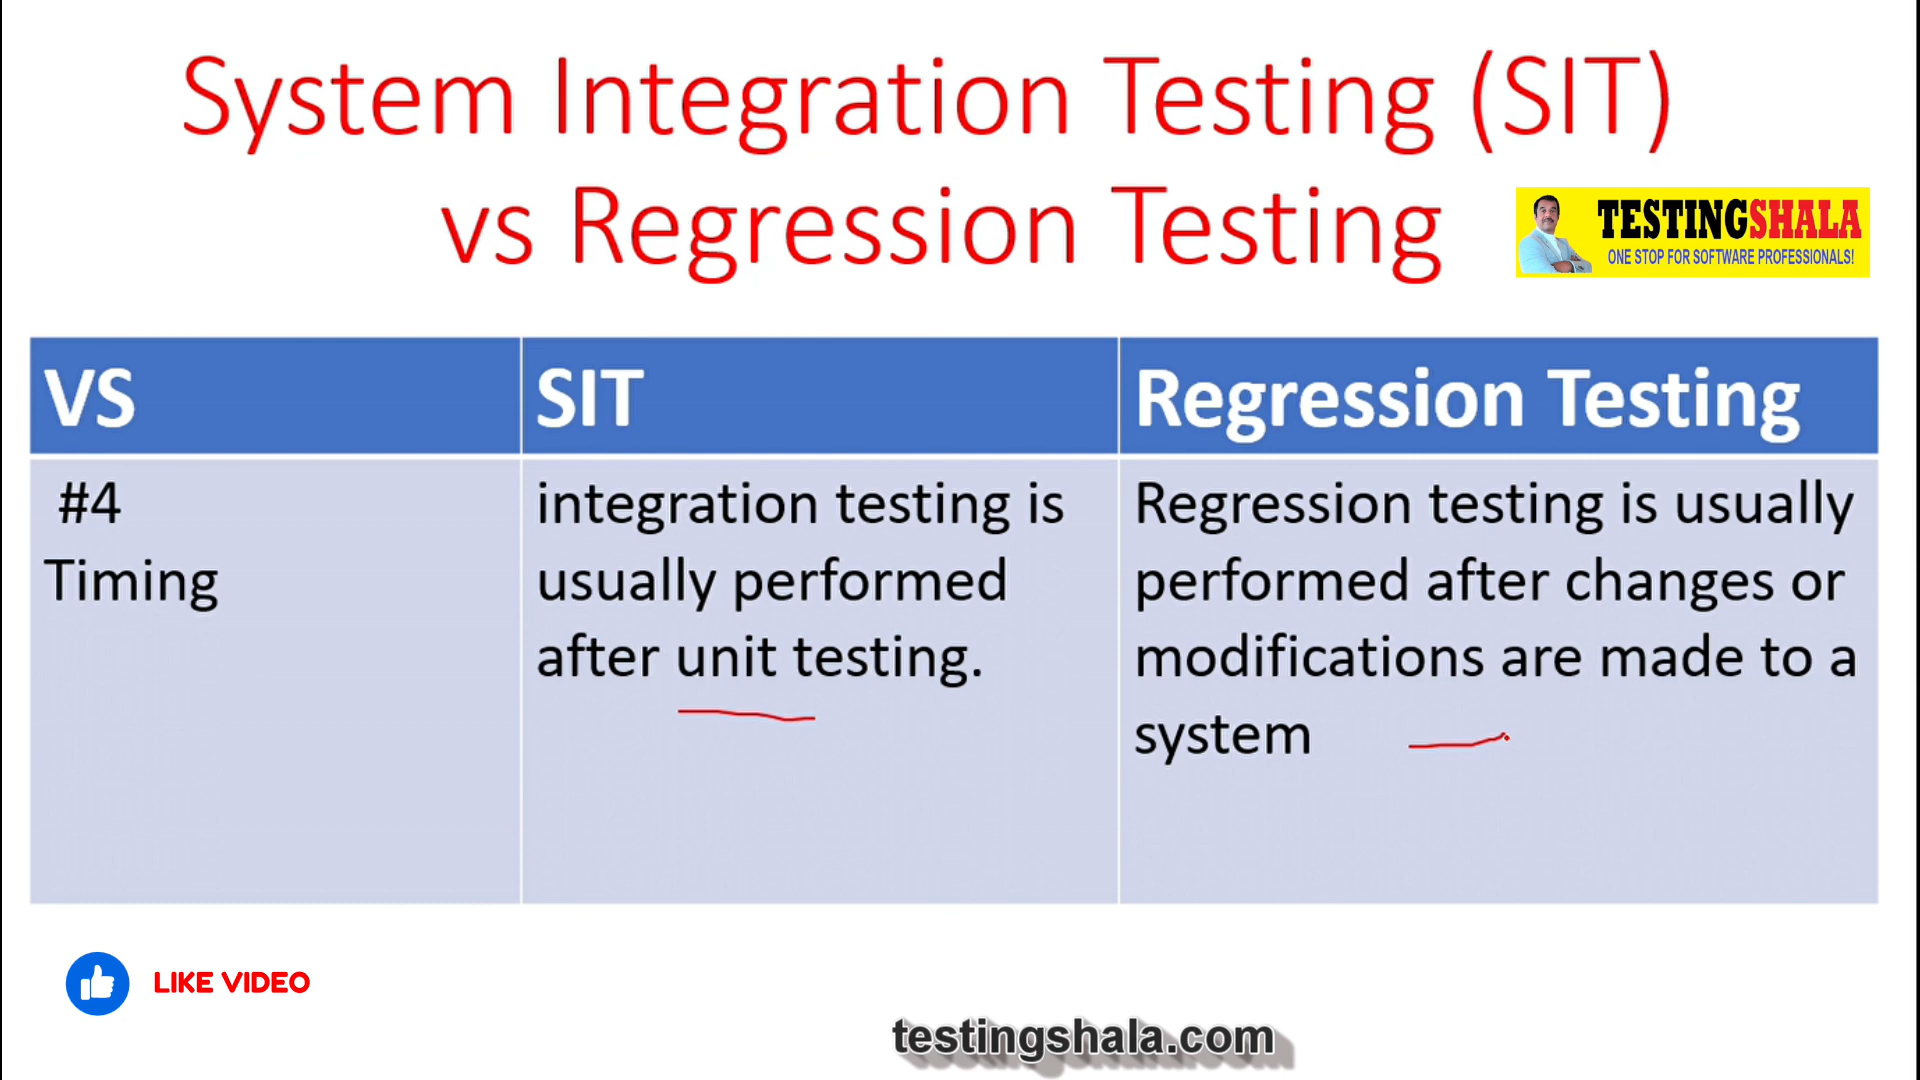 System Integration Testing (SIT)
vs Regression Testing
TESTINGSHALA
ONE STOP FOR SOFTWARE PROFESSIONALS!
VS
SIT
Regression Testing
#4
Timing
integration testing is
usually performed
after unit testing.
Regression testing is usually
performed after changes or
modifications are made to a
system
LIKE VIDEO
testingshala.com